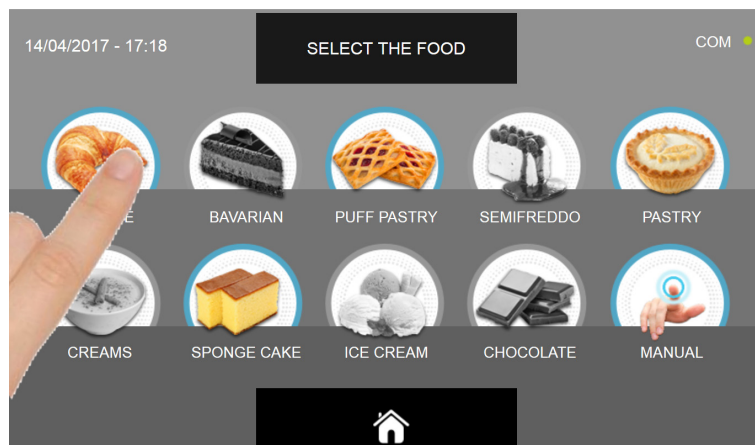 14/04/2017 - 17:18
SELECT THE FOOD
COM
BAVARIAN
PUFF PASTRY
SEMIFREDDO
PASTRY
CREAMS
SPONGE CAKE
ICE CREAM
CHOCOLATE
MANUAL